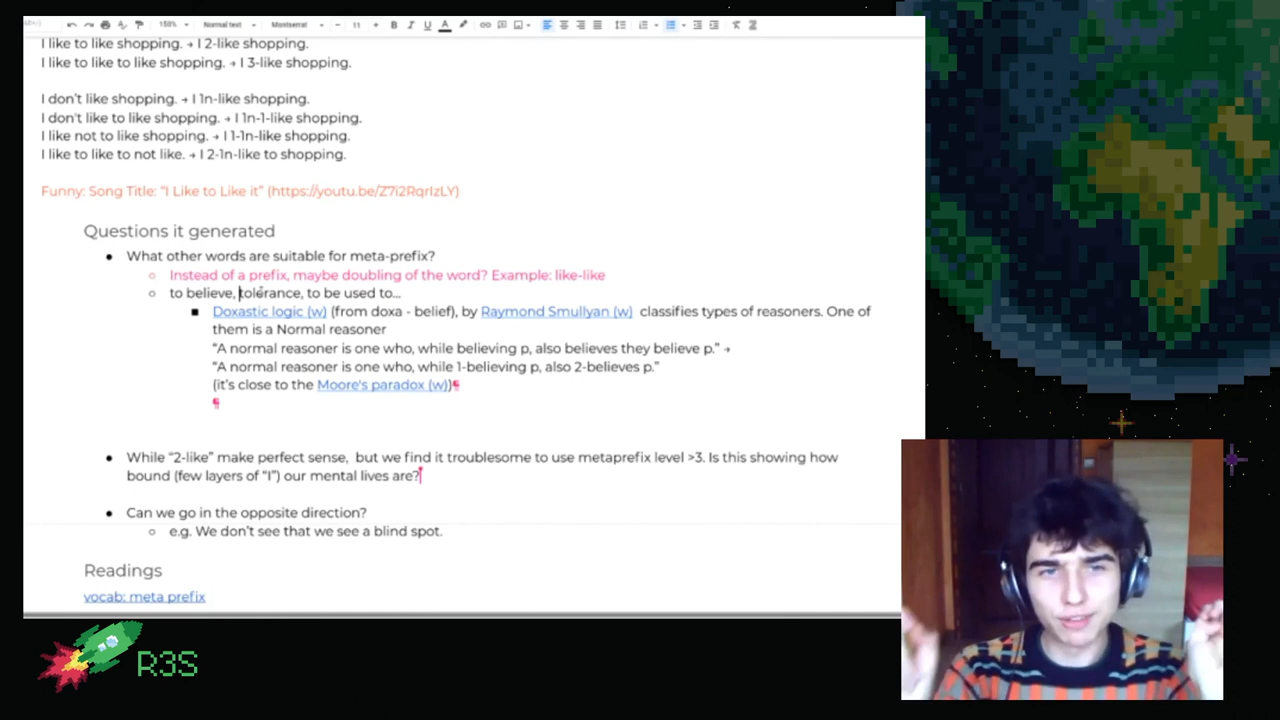 150%
Normal text
Montserrat
11
I like to like shopping. → I 2-like shopping.
I like to like to like shopping. → I 3-like shopping.
I don't like shopping. → I 1n-like shopping.
I don't like to like shopping. → I 1n-1-like shopping.
I like not to like shopping. → I 1-1n-like shopping.
I like to like to not like. → I 2-1n-like to shopping.
Funny: Song Title: “I Like to Like it” (https://youtu.be/Z7i2RqrIzLY)
Questions it generated
● What other words are suitable for meta-prefix?
○ Instead of a prefix, maybe doubling of the word? Example: like-like
○ to believe, tolerance, to be used to...
■ Doxastic logic (w) (from doxa - belief), by Raymond Smullyan (w) classifies types of reasoners. One of
them is a Normal reasoner
“A normal reasoner is one who, while believing p, also believes they believe p.” →
“A normal reasoner is one who, while 1-believing p, also 2-believes p.”
(it's close to the Moore's paradox (w))¶
¶
● While “2-like” make perfect sense, but we find it troublesome to use metaprefix level >3. Is this showing how
bound (few layers of “I”) our mental lives are?
● Can we go in the opposite direction?
○ e.g. We don't see that we see a blind spot.
Readings
vocab: meta prefix
R3S